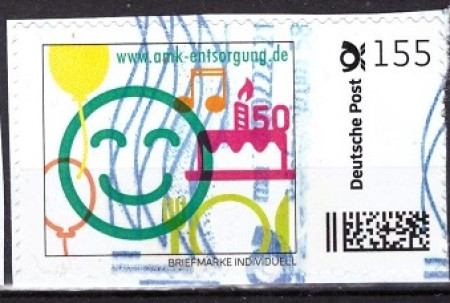 www.amk-entsorgung.de
50
BRIEFMARKE INDIVIDUELL
Deutsche Post
155